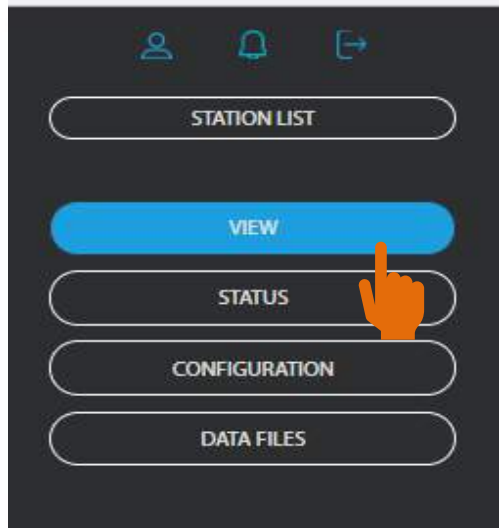 STATION LIST
VIEW
STATUS
CONFIGURATION
DATA FILES